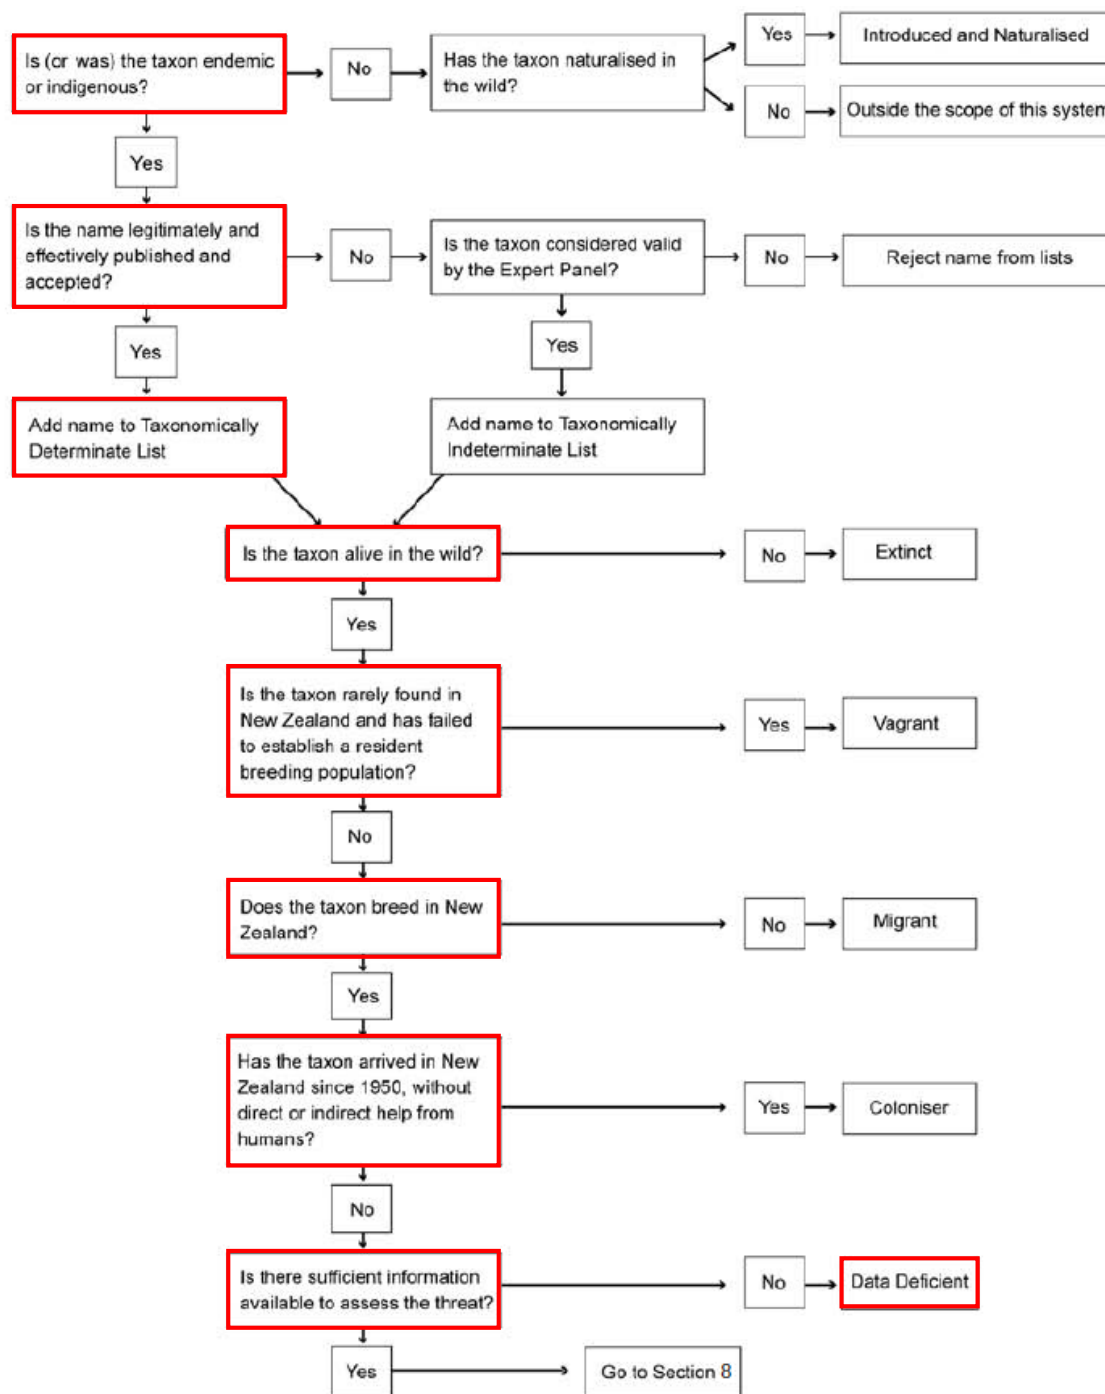 Is (or was) the taxon endemic
or indigenous?
No
Has the taxon naturalised in
the wild?
Yes
Introduced and Naturalised
No
Outside the scope of this system
Yes
Is the name legitimately and
effectively published and
accepted?
No
Is the taxon considered valid
by the Expert Panel?
No
Reject name from lists
Yes
Yes
Add name to Taxonomically
Determinate List
Add name to Taxonomically
Indeterminate List
Is the taxon alive in the wild?
No
Extinct
Yes
Is the taxon rarely found in
New Zealand and has failed
to establish a resident
breeding population?
Yes
Vagrant
No
Does the taxon breed in New
Zealand?
No
Migrant
Yes
Has the taxon arrived in New
Zealand since 1950, without
direct or indirect help from
humans?
Yes
Coloniser
No
Is there sufficient information
available to assess the threat?
No
Data Deficient
Yes
Go to Section 8